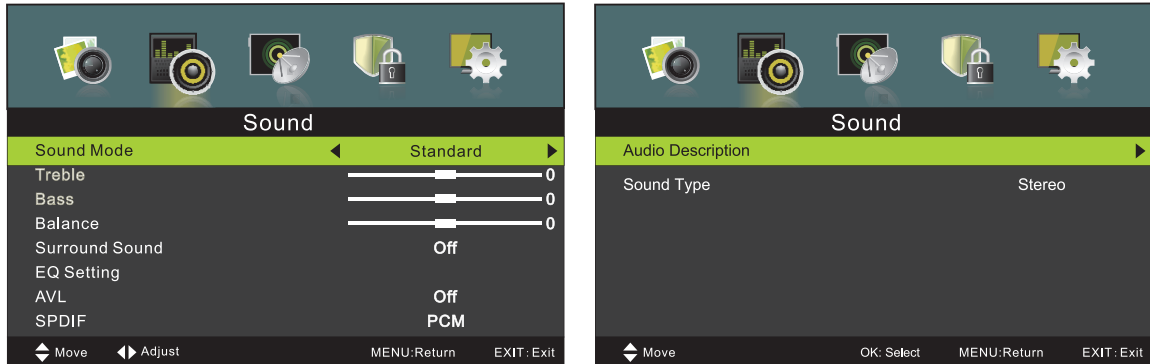 Sound
Sound Mode Standard
Treble 0
Bass 0
Balance 0
Surround Sound Off
EQ Setting
AVL Off
SPDIF PCM
Move Adjust MENU:Return EXIT:Exit
Sound
Audio Description
Sound Type Stereo
Move OK: Select MENU:Return EXIT:Exit